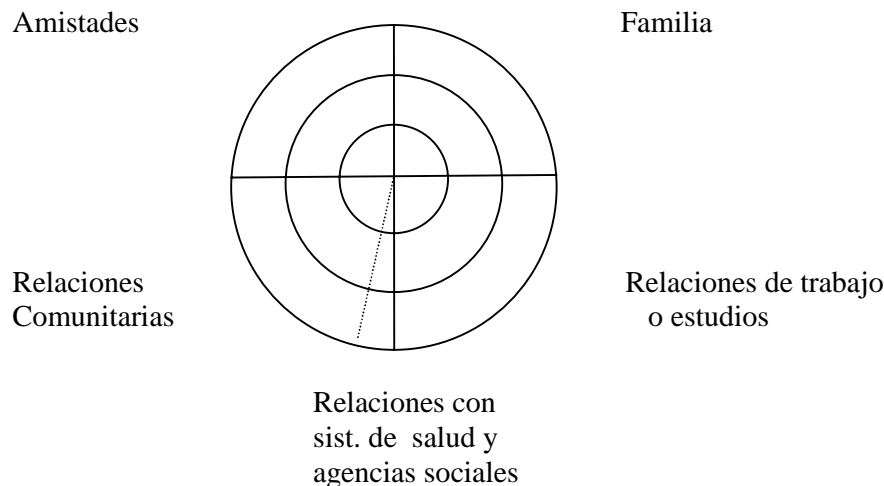 Amistades
Familia
Relaciones
Comunitarias
Relaciones de trabajo
o estudios
Relaciones con
sist. de salud y
agencias sociales